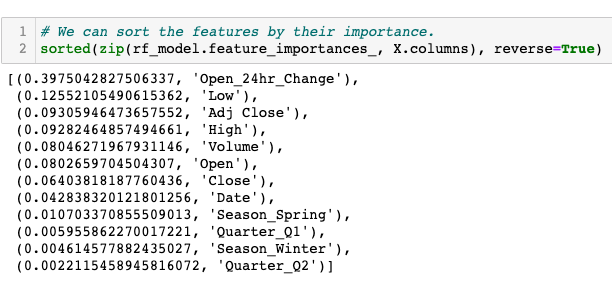 1 # We can sort the features by their importance.
2 sorted(zip(rf_model.feature_importances_, X.columns), reverse=True)
[(0.3975042827506337, 'Open_24hr_Change'),
(0.12552105490615362, 'Low'),
(0.09305946473657552, 'Adj Close'),
(0.09282464857494661, 'High'),
(0.08046271967931146, 'Volume'),
(0.0802659704504307, 'Open'),
(0.06403818187760436, 'Close'),
(0.042838320121801256, 'Date'),
(0.010703370855509013, 'Season_Spring'),
(0.005955862270017221, 'Quarter_Q1'),
(0.004614577882435027, 'Season_Winter'),
(0.0022115458945816072, 'Quarter_Q2')]